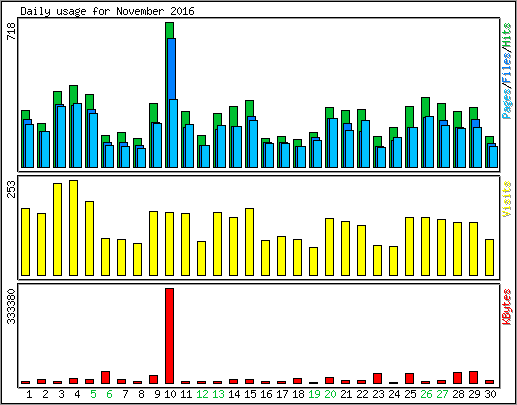 Daily usage for November 2016
718
Pages/Files/Hits
253
Visits
333380
KBytes
1 2 3 4 5 6 7 8 9 10 11 12 13 14 15 16 17 18 19 20 21 22 23 24 25 26 27 28 29 30